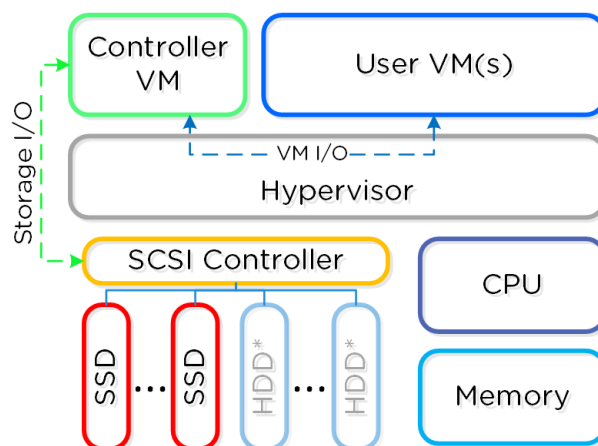 Controller
VM
User VM(s)
Storage I/O
VM I/O
Hypervisor
SCSI Controller
CPU
SSD
...
SSD
HDD*
...
HDD*
Memory